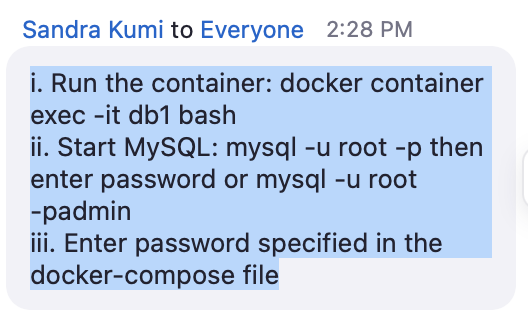 Sandra Kumi to Everyone 2:28 PM
i. Run the container: docker container
exec -it db1 bash
ii. Start MySQL: mysql -u root -p then
enter password or mysql -u root
-padmin
iii. Enter password specified in the
docker-compose file